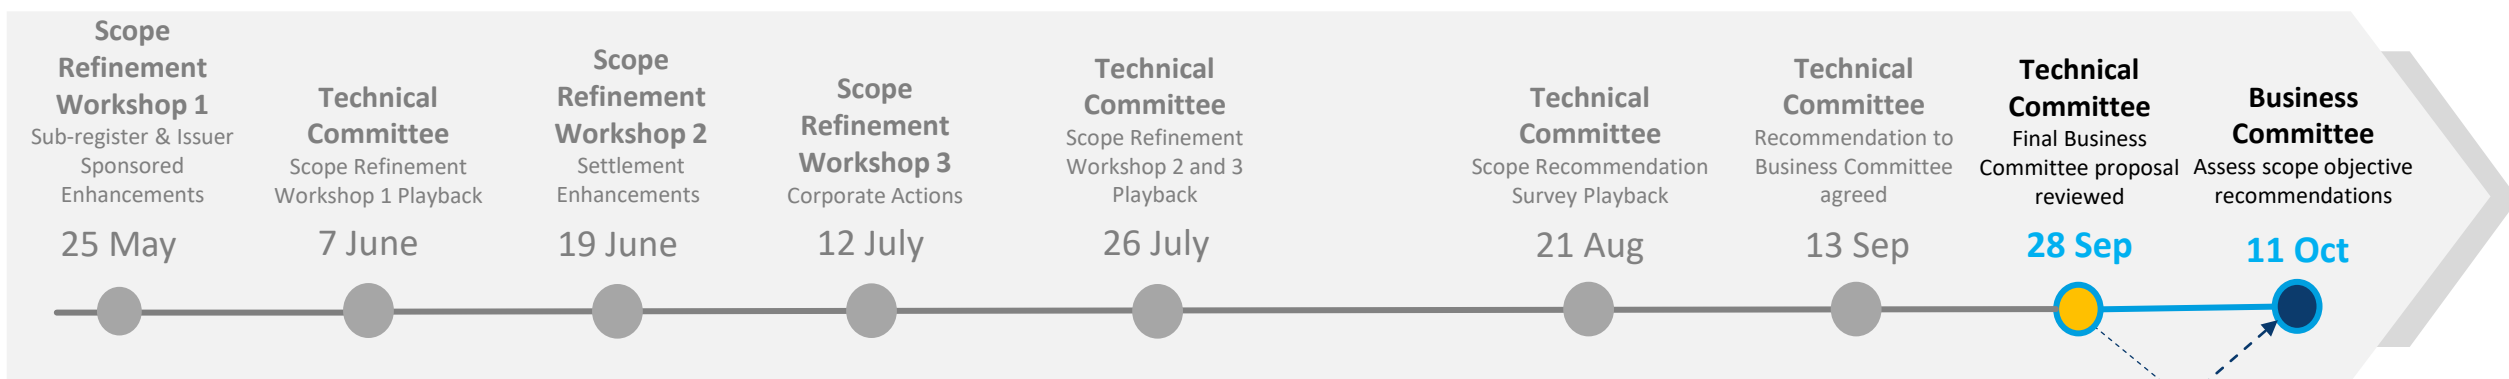 Scope
Refinement
Workshop 1
Sub-register & Issuer
Sponsored
Enhancements
25 May
Technical
Committee
Scope Refinement
Workshop 1 Playback
7 June
Scope
Refinement
Workshop 2
Settlement
Enhancements
19 June
Scope
Refinement
Workshop 3
Corporate Actions
12 July
Technical
Committee
Scope Refinement
Workshop 2 and 3
Playback
26 July
Technical
Committee
Scope Recommendation
Survey Playback
21 Aug
Technical
Committee
Recommendation to
Business Committee
agreed
13 Sep
Technical
Committee
Final Business
Committee proposal
reviewed
28 Sep
Business
Committee
Assess scope objective
recommendations
11 Oct